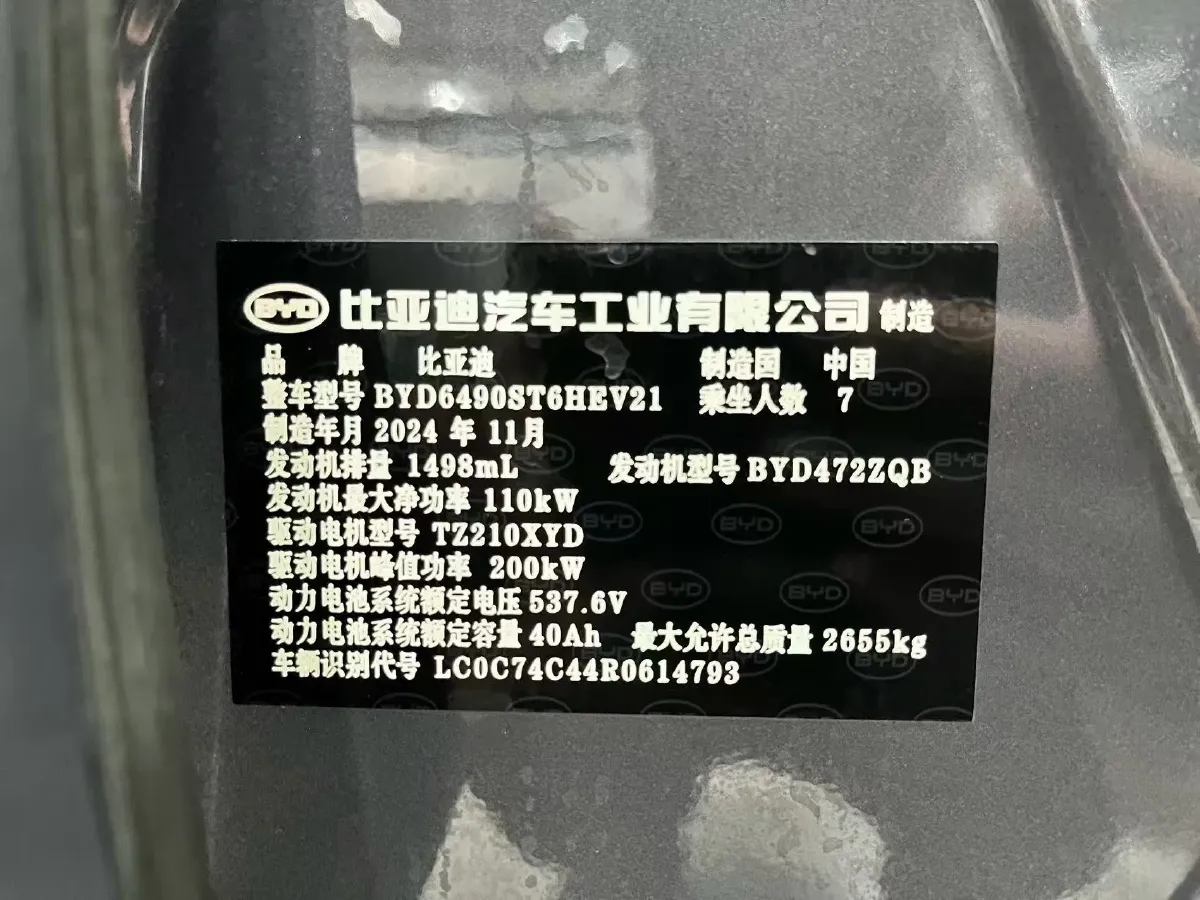 BYD 比亚迪汽车工业有限公司 制造
品 牌 比亚迪 制造国 中国
整车型号 BYD6490ST6HEV21 乘坐人数 7
制造年月 2024 年 11月
发动机排量 1498mL 发动机型号 BYD472ZQB
发动机最大净功率 110kW
驱动电机型号 TZ210XYD
驱动电机峰值功率 200kW
动力电池系统额定电压 537.6V
动力电池系统额定容量 40Ah 最大允许总质量 2655kg
车辆识别代号 LC0C74C44R0614793